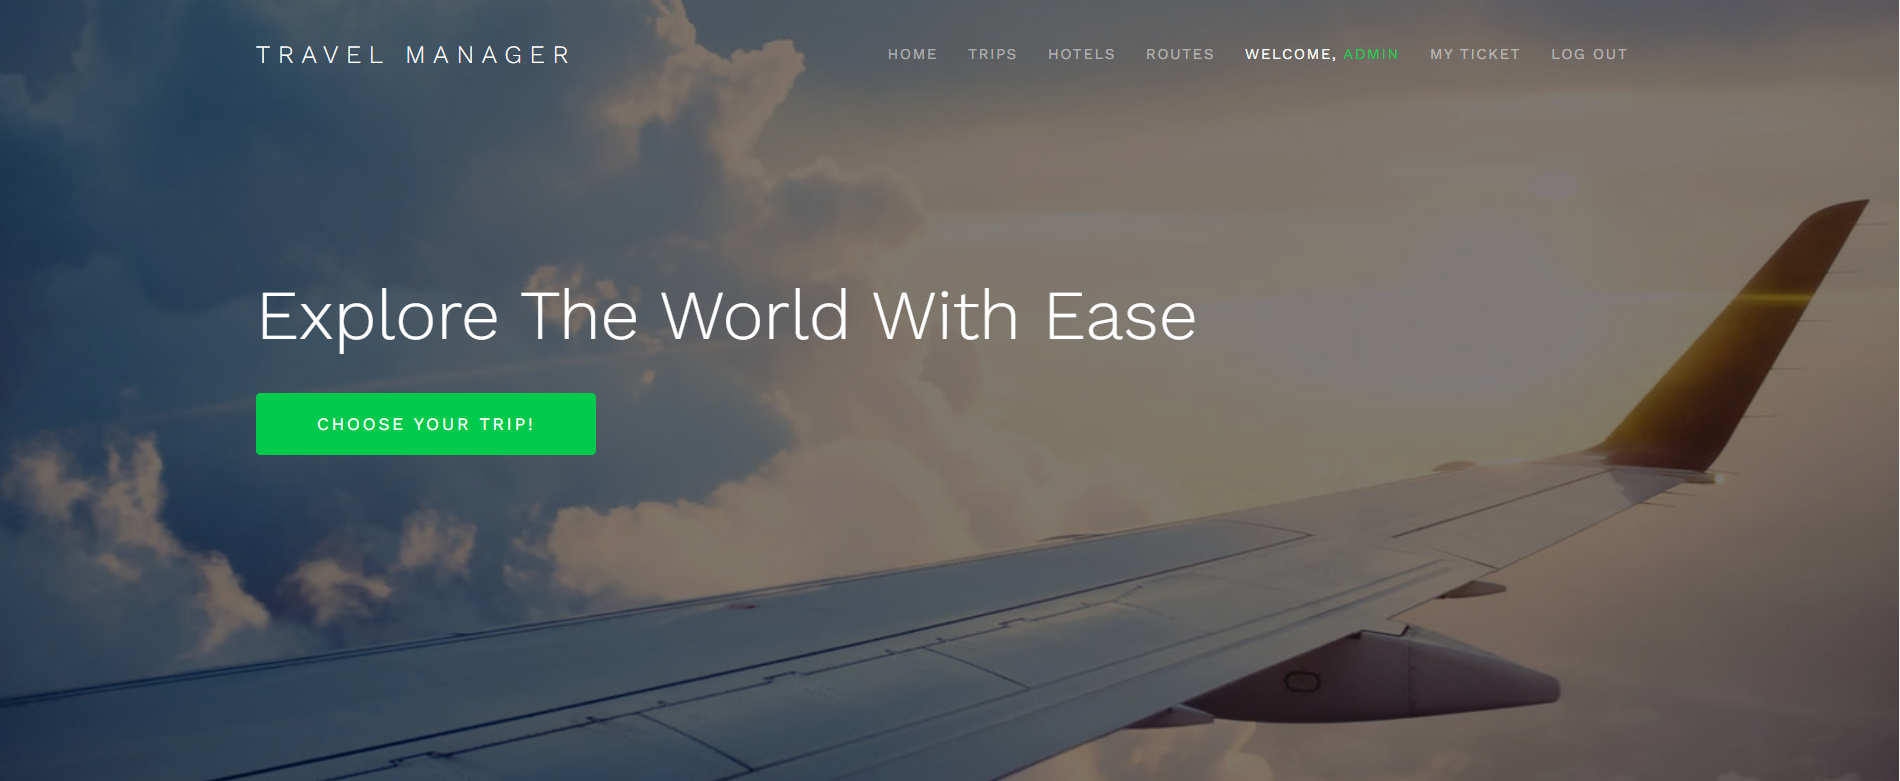 TRAVEL MANAGER
HOME TRIPS HOTELS ROUTES WELCOME, ADMIN MY TICKET LOG OUT
Explore The World With Ease
CHOOSE YOUR TRIP!